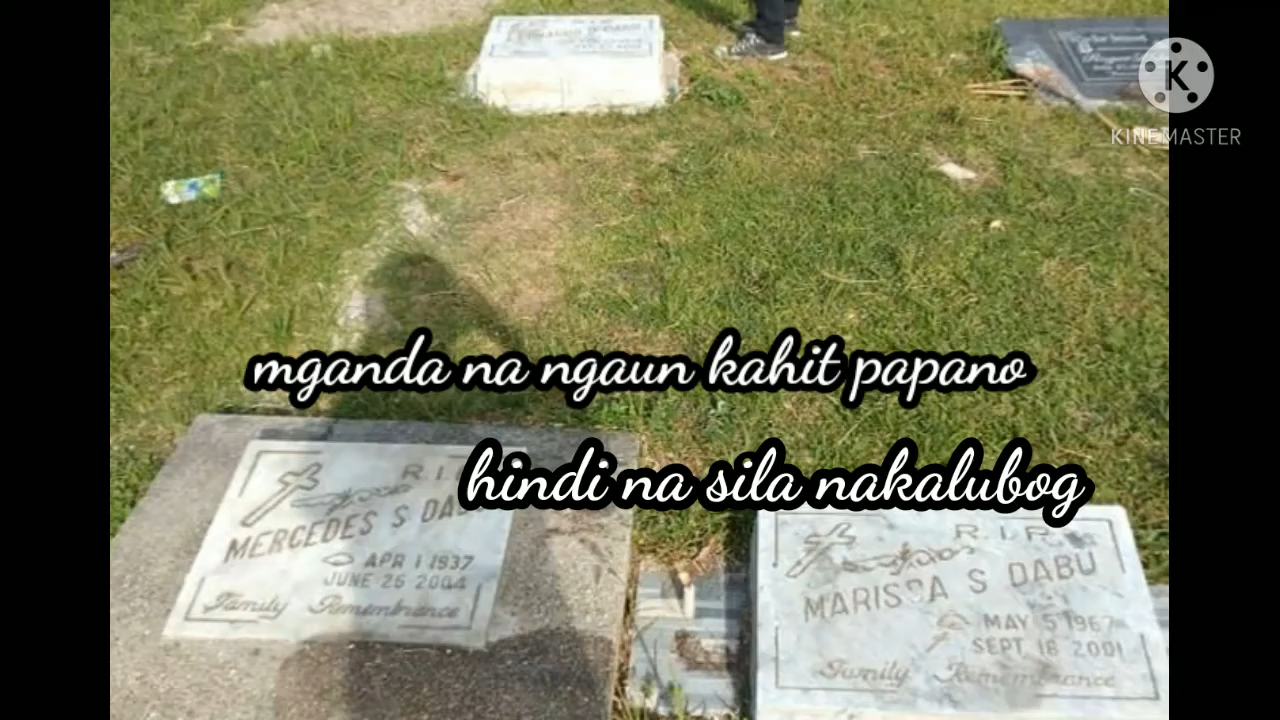 KINEMASTER
mganda na ngaun kahit papano
hindi na sila nakalubog
R.I.
MERCEDES S DA
APR 1 1937
JUNE 26 2004
Family Remembrance
R.I.P.
MARISSA S DABU
MAY 5 1967
SEPT 18 2001
Family Remembrance